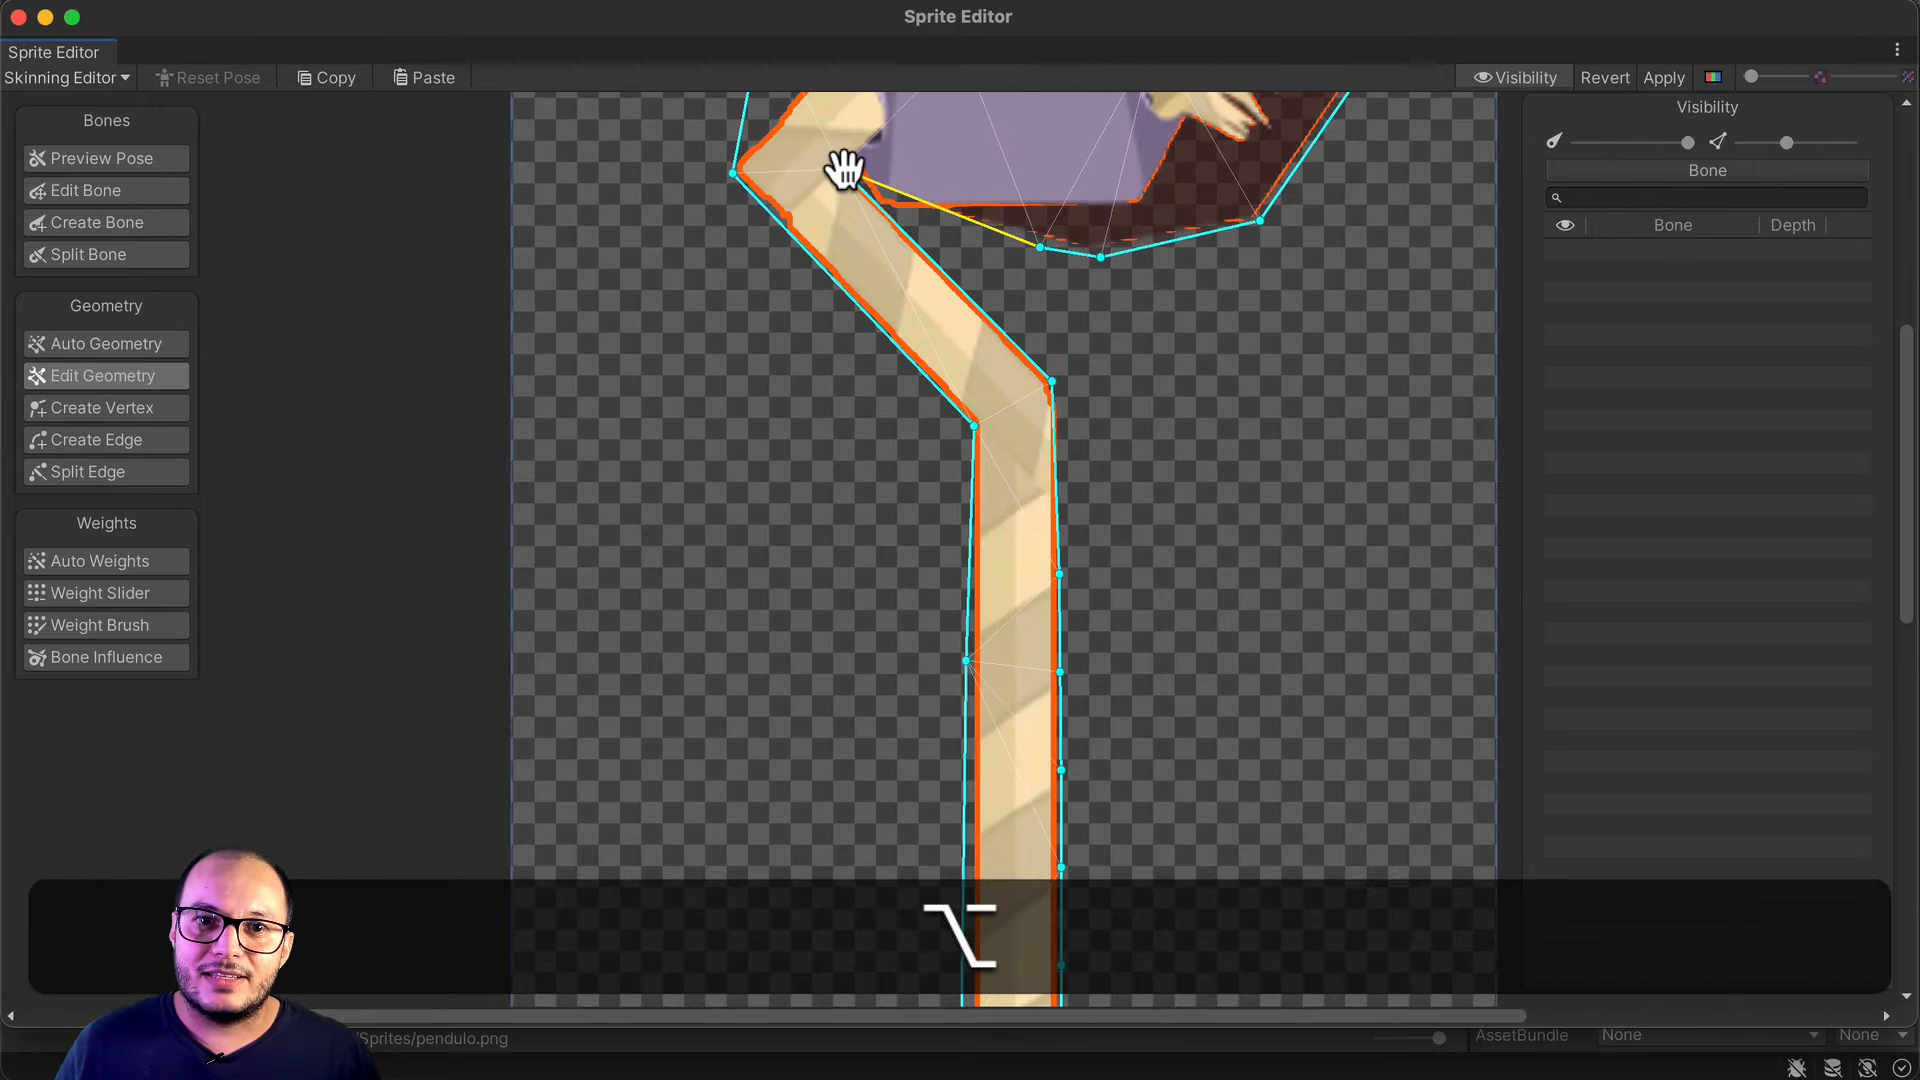 Sprite Editor
Sprite Editor
Skinning Editor
Reset Pose
Copy
Paste
Visibility
Revert
Apply
Bones
Preview Pose
Edit Bone
Create Bone
Split Bone
Geometry
Auto Geometry
Edit Geometry
Create Vertex
Create Edge
Split Edge
Weights
Auto Weights
Weight Slider
Weight Brush
Bone Influence
Visibility
Bone
Bone
Depth
/Sprites/pendulo.png
AssetBundle
None
None